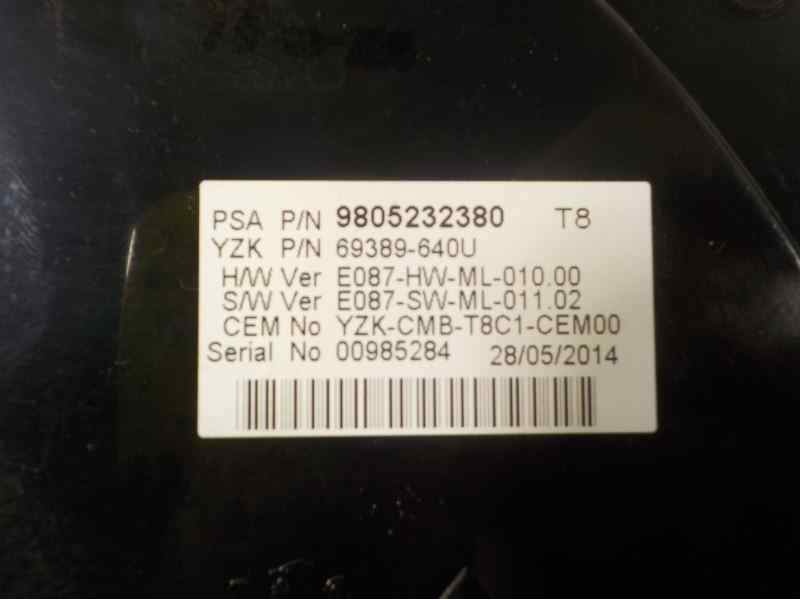 PSA P/N 9805232380 T8
YZK P/N 69389-640U
H/W Ver E087-HW-ML-010.00
S/W Ver E087-SW-ML-011.02
CEM No YZK-CMB-T8C1-CEM00
Serial No 00985284 28/05/2014